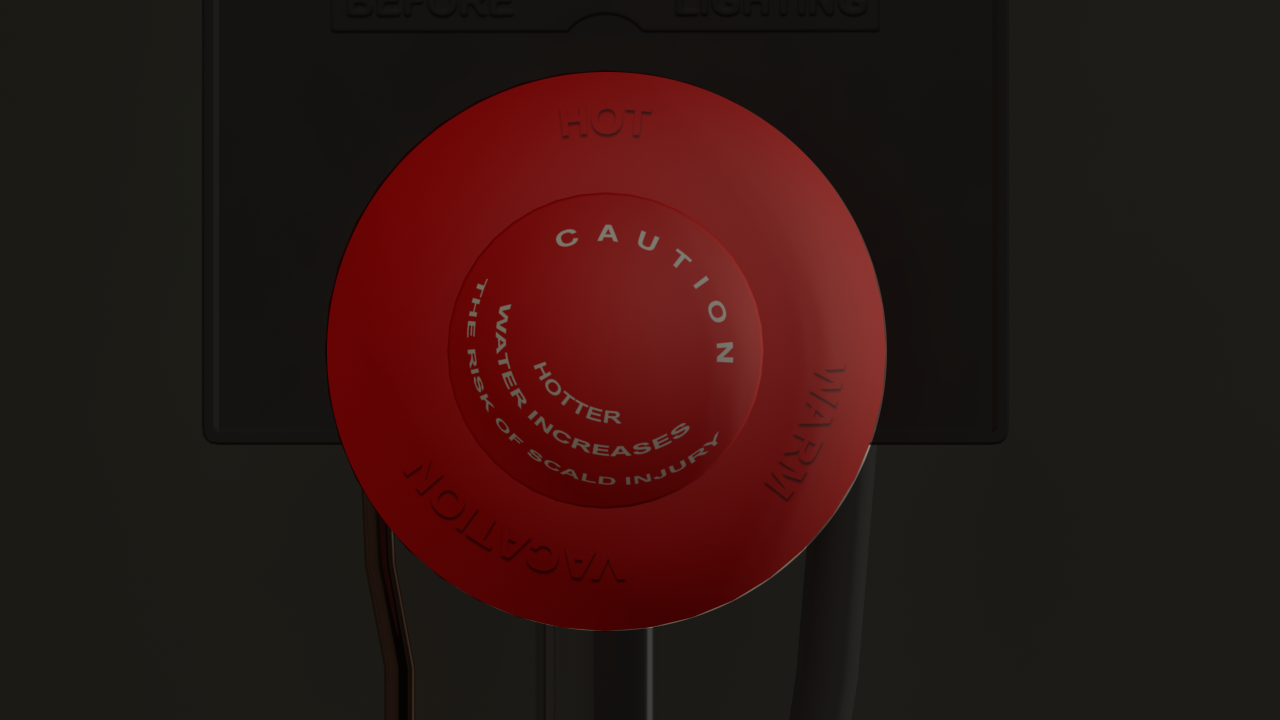 BEFORE LIGHTING
HOT
CAUTION
HOTTER
WATER INCREASES
THE RISK OF SCALD INJURY
WARM
VACATION